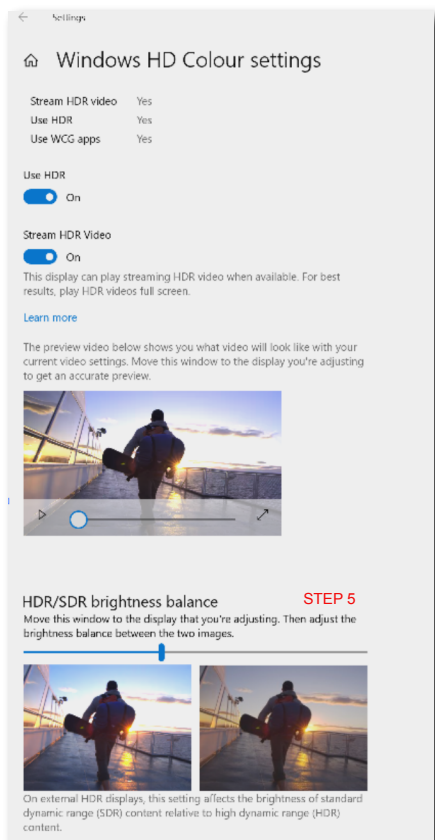 Settings
Windows HD Colour settings
Stream HDR video Yes
Use HDR Yes
Use WCG apps Yes
Use HDR
On
Stream HDR Video
On
This display can play streaming HDR video when available. For best
results, play HDR videos full screen.
Learn more
The preview video below shows you what video will look like with your
current video settings. Move this window to the display you're adjusting
to get an accurate preview.
HDR/SDR brightness balance STEP 5
Move this window to the display that you're adjusting. Then adjust the
brightness balance between the two images.
On external HDR displays, this setting affects the brightness of standard
dynamic range (SDR) content relative to high dynamic range (HDR)
content.